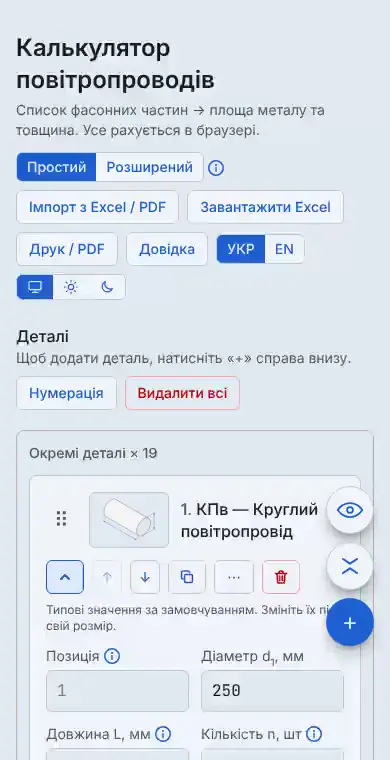 Калькулятор
повітропроводів
Список фасонних частин → площа металу та
товщина. Усе рахується в браузері.
Простий Розширений
Імпорт з Excel / PDF Завантажити Excel
Друк / PDF Довідка УКР EN
Деталі
Щоб додати деталь, натисніть «+» справа внизу.
Нумерація Видалити всі
Окремі деталі × 19
1. КПв — Круглий
повітропровід
Типові значення за замовчуванням. Змініть їх
свій розмір.
Позиція Діаметр d₁, мм
1 250
Довжина L, мм Кількість n, шт